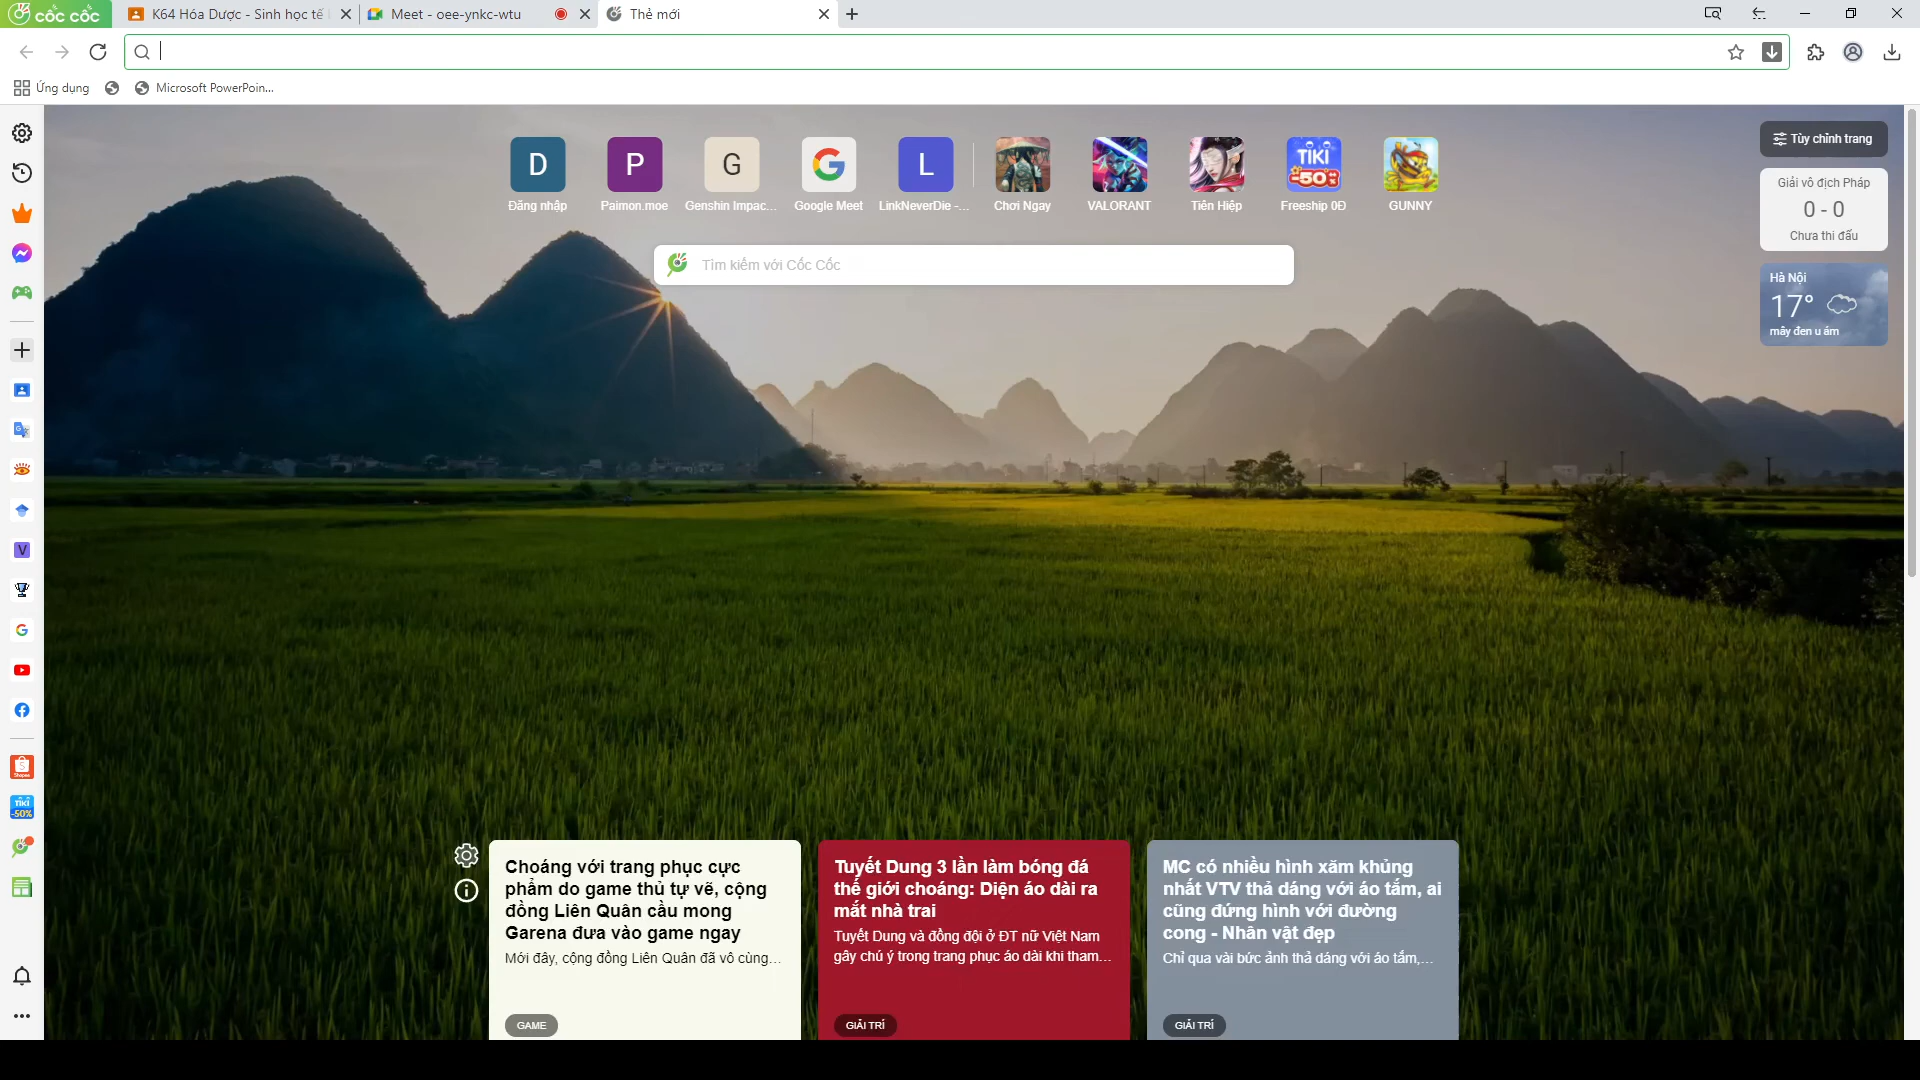 cốc cốc
K64 Hóa Dược - Sinh học tế
Meet - oee-ynkc-wtu
Thẻ mới
Ứng dụng
Microsoft PowerPoin...
D
P
G
L
TIKI
-50%
Đăng nhập
Paimon.moe
Genshin Impac...
Google Meet
LinkNeverDie -...
Chơi Ngay
VALORANT
Tiên Hiệp
Freeship 0Đ
GUNNY
Tùy chỉnh trang
Giải vô địch Pháp
0 - 0
Chưa thi đấu
Tìm kiếm với Cốc Cốc
Hà Nội
17°
mây đen u ám
V
Shopee
TIKI
-50%
Choáng với trang phục cực
phẩm do game thủ tự vẽ, cộng
đồng Liên Quân cầu mong
Garena đưa vào game ngay
Mới đây, cộng đồng Liên Quân đã vô cùng...
GAME
Tuyết Dung 3 lần làm bóng đá
thế giới choáng: Diện áo dài ra
mắt nhà trai
Tuyết Dung và đồng đội ở ĐT nữ Việt Nam
gây chú ý trong trang phục áo dài khi tham...
GIẢI TRÍ
MC có nhiều hình xăm khủng
nhất VTV thả dáng với áo tắm, ai
cũng đứng hình với đường
cong - Nhân vật đẹp
Chỉ qua vài bức ảnh thả dáng với áo tắm,...
GIẢI TRÍ